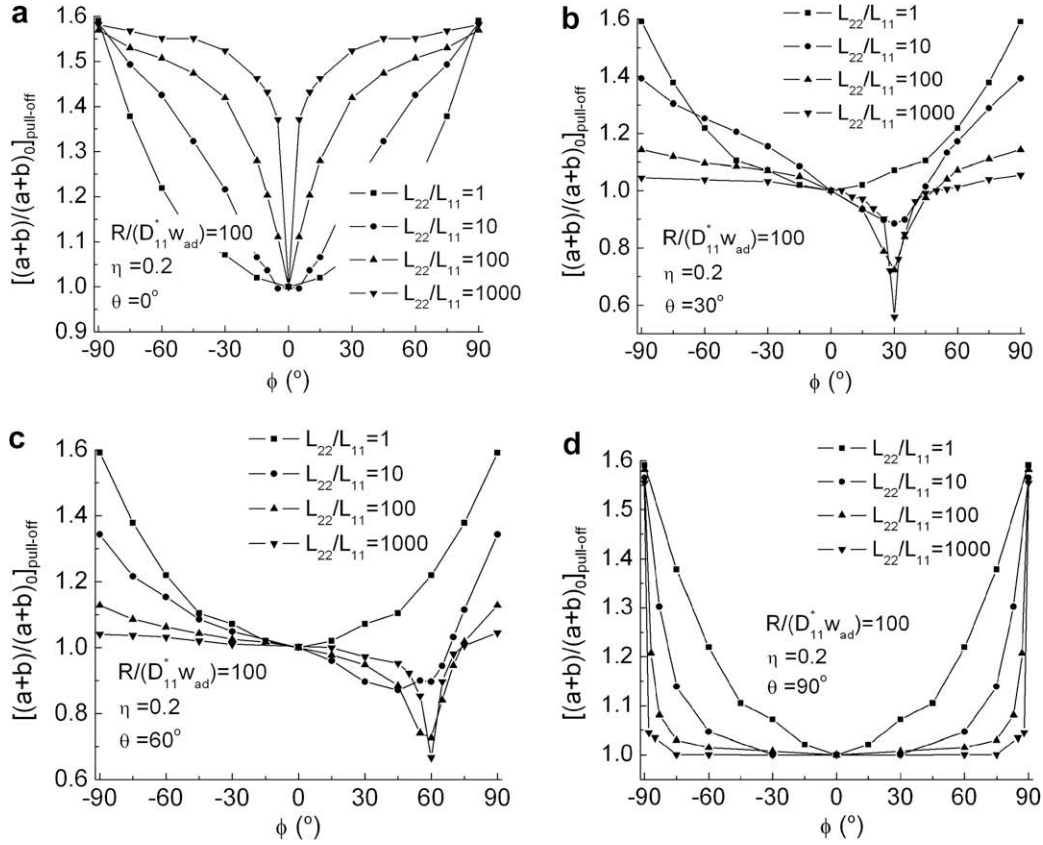 a
[(a+b)/(a+b)₀]pull-off
1.6
1.5
1.4
1.3
1.2
1.1
1.0
0.9
R/(D*₁₁w_ad)=100
η =0.2
θ =0°
L₂₂/L₁₁=1
L₂₂/L₁₁=10
L₂₂/L₁₁=100
L₂₂/L₁₁=1000
-90 -60 -30 0 30 60 90
ϕ (°)
b
[(a+b)/(a+b)₀]pull-off
1.6
1.4
1.2
1.0
0.8
0.6
L₂₂/L₁₁=1
L₂₂/L₁₁=10
L₂₂/L₁₁=100
L₂₂/L₁₁=1000
R/(D*₁₁w_ad)=100
η =0.2
θ =30°
-90 -60 -30 0 30 60 90
ϕ (°)
c
[(a+b)/(a+b)₀]pull-off
1.6
1.4
1.2
1.0
0.8
0.6
L₂₂/L₁₁=1
L₂₂/L₁₁=10
L₂₂/L₁₁=100
L₂₂/L₁₁=1000
R/(D*₁₁w_ad)=100
η =0.2
θ =60°
-90 -60 -30 0 30 60 90
ϕ (°)
d
[(a+b)/(a+b)₀]pull-off
1.6
1.5
1.4
1.3
1.2
1.1
1.0
L₂₂/L₁₁=1
L₂₂/L₁₁=10
L₂₂/L₁₁=100
L₂₂/L₁₁=1000
R/(D*₁₁w_ad)=100
η =0.2
θ =90°
-90 -60 -30 0 30 60 90
ϕ (°)